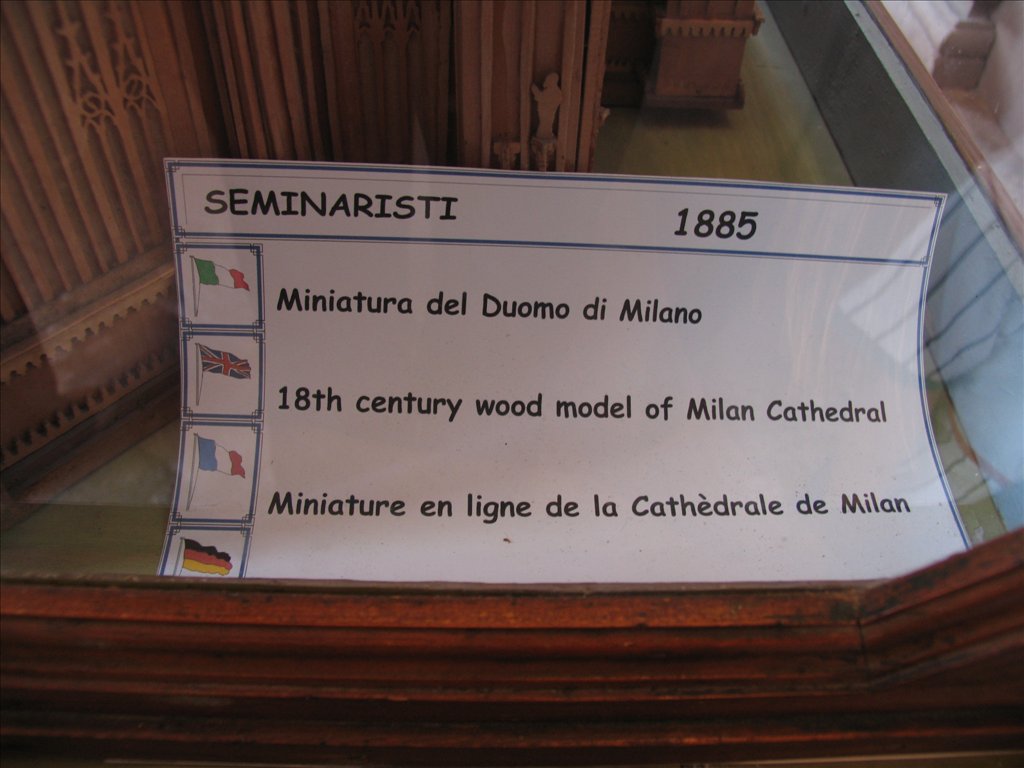 SEMINARISTI 1885
Miniatura del Duomo di Milano
18th century wood model of Milan Cathedral
Miniature en ligne de la Cathèdrale de Milan